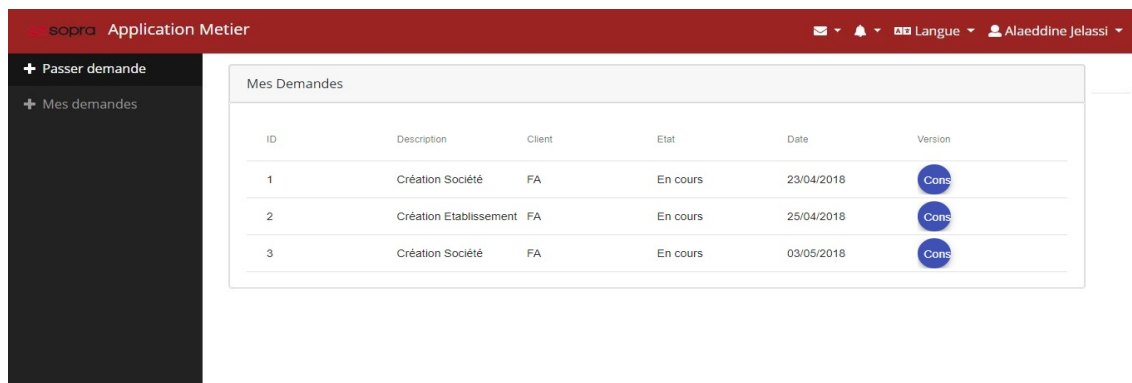 sopra Application Metier Langue Alaeddine Jelassi
Passer demande
Mes demandes
Mes Demandes
ID Description Client Etat Date Version
1 Création Société FA En cours 23/04/2018 Cons
2 Création Etablissement FA En cours 25/04/2018 Cons
3 Création Société FA En cours 03/05/2018 Cons